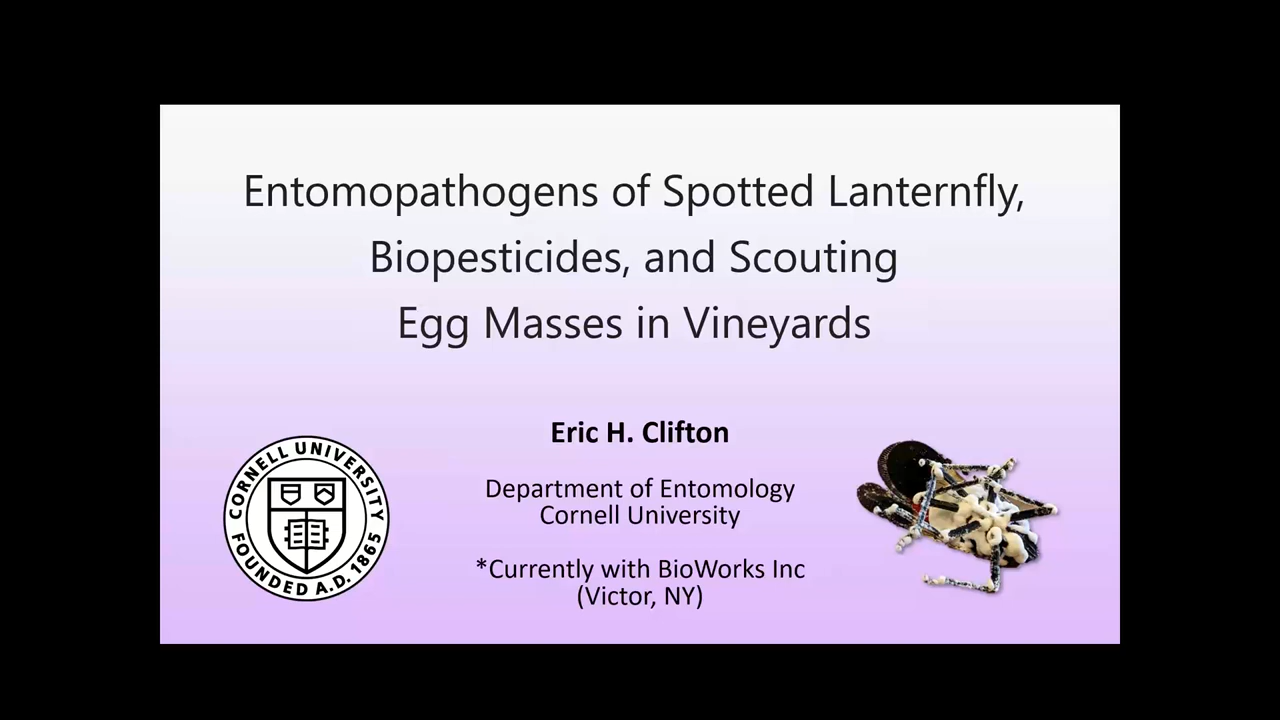 Entomopathogens of Spotted Lanternfly,
Biopesticides, and Scouting
Egg Masses in Vineyards
Eric H. Clifton
Department of Entomology
Cornell University
*Currently with BioWorks Inc
(Victor, NY)
CORNELL UNIVERSITY
FOUNDED A.D. 1865